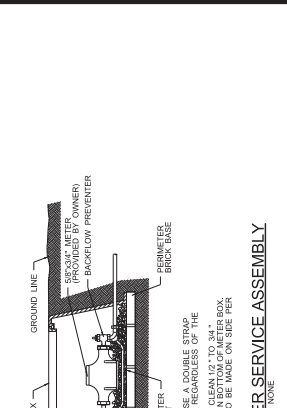 X
GROUND LINE
5/8"x3/4" METER
(PROVIDED BY OWNER)
BACKFLOW PREVENTER
PERIMETER
BRICK BASE
TER
SE A DOUBLE STRAP
REGARDLESS OF THE
CLEAN 1/2" TO 3/4"
N BOTTOM OF METER BOX.
BE MADE ON SIDE PER
ER SERVICE ASSEMBLY
NONE